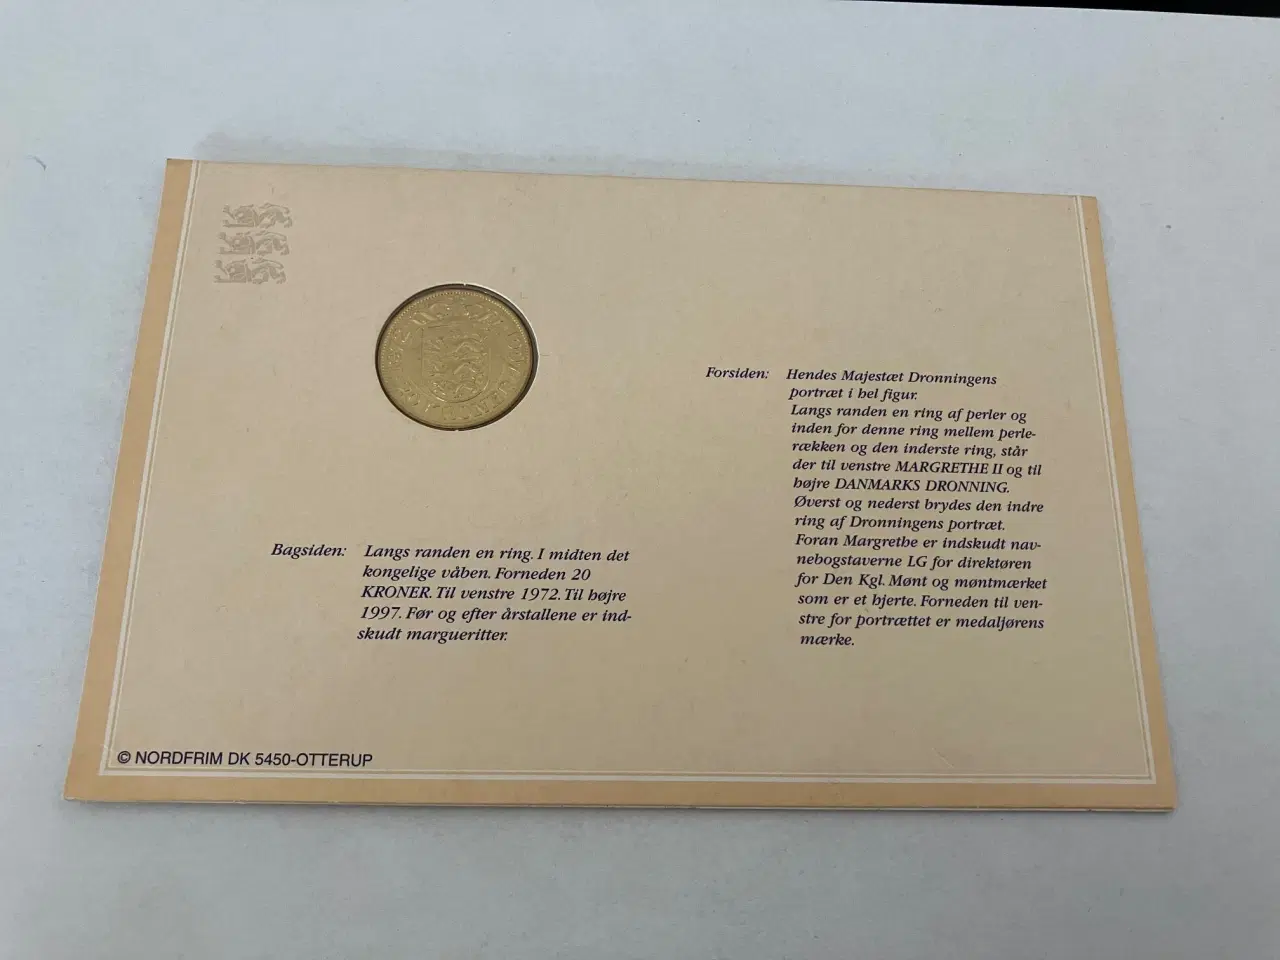 Bagsiden: Langs randen en ring. I midten det
kongelige våben. Forneden 20
KRONER. Til venstre 1972. Til højre
1997. Før og efter årstallene er ind-
skudt margueritter.
Forsiden: Hendes Majestæt Dronningens
portræt i hel figur.
Langs randen en ring af perler og
inden for denne ring mellem perle-
rækken og den inderste ring, står
der til venstre MARGRETHE II og til
højre DANMARKS DRONNING.
Øverst og nederst brydes den indre
ring af Dronningens portræt.
Foran Margrethe er indskudt nav-
nebogstaverne LG for direktøren
for Den Kgl. Mønt og møntmærket
som er et hjerte. Forneden til ven-
stre for portrættet er medaljørens
mærke.
© NORDFRIM DK 5450-OTTERUP